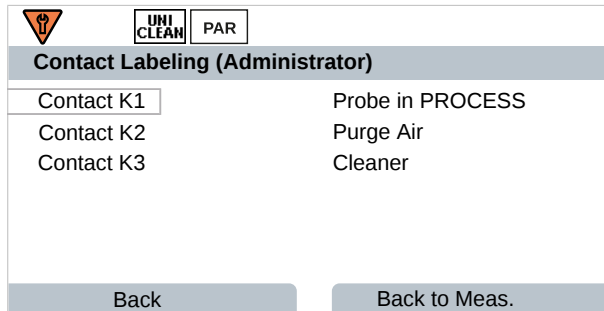 UNI
CLEAN PAR
Contact Labeling (Administrator)
Contact K1 Probe in PROCESS
Contact K2 Purge Air
Contact K3 Cleaner
Back Back to Meas.